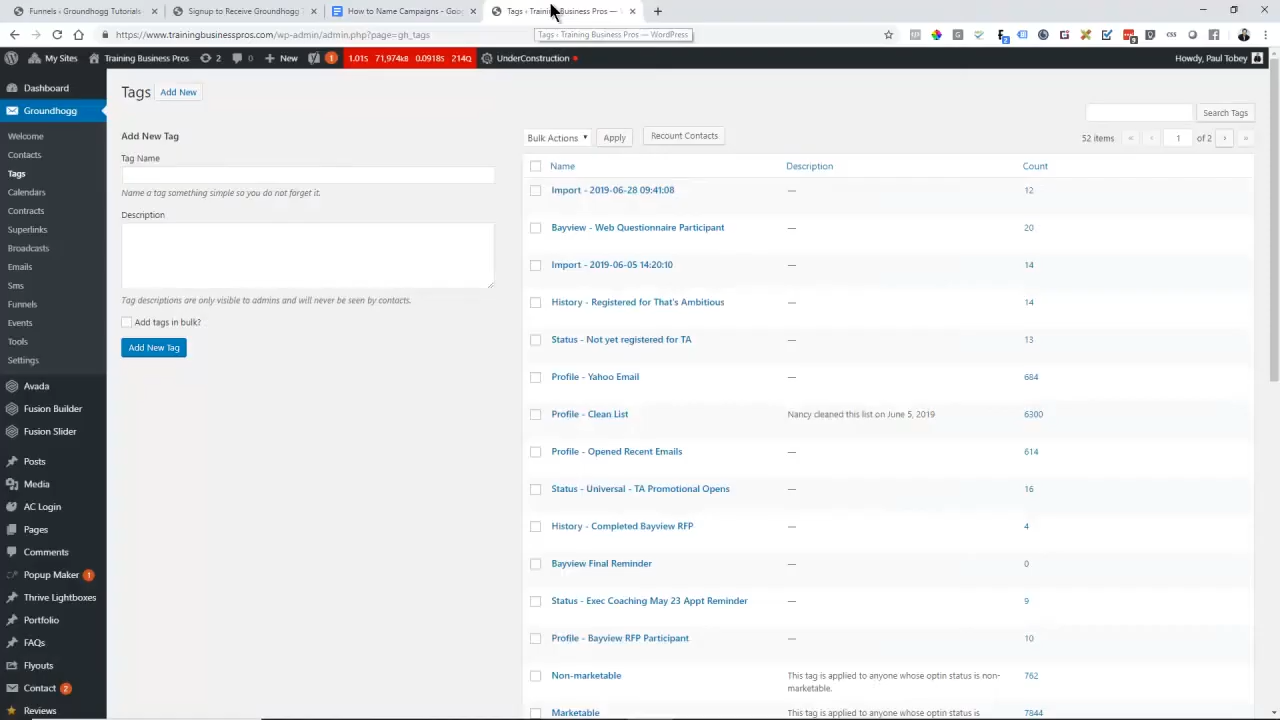 Funnels ‹ Groundhogg Tutorials
Signup to Receive Groundhogg T
How to Name Campaigns - Goo
Tags ‹ Training Business Pros —
https://www.trainingbusinesspros.com/wp-admin/admin.php?page=gh_tags
Tags ‹ Training Business Pros — WordPress
My Sites
Training Business Pros
2
0
New
1
1.01s 71,974kB 0.0918s 214Q
UnderConstruction
Howdy, Paul Tobey
Dashboard
Groundhogg
Welcome
Contacts
Tags
Calendars
Contracts
Superlinks
Broadcasts
Emails
Sms
Funnels
Events
Tools
Settings
Avada
Fusion Builder
Fusion Slider
Posts
Media
AC Login
Pages
Comments
Popup Maker 1
Thrive Lightboxes
Portfolio
FAQs
Flyouts
Contact 2
Reviews
Tags Add New
Add New Tag
Tag Name
Name a tag something simple so you do not forget it.
Description
Tag descriptions are only visible to admins and will never be seen by contacts.
Add tags in bulk?
Add New Tag
Search Tags
Bulk Actions Apply Recount Contacts
52 items « ‹ 1 of 2 › »
Name Description Count
Import - 2019-06-28 09:41:08 — 12
Bayview - Web Questionnaire Participant — 20
Import - 2019-06-05 14:20:10 — 14
History - Registered for That's Ambitious — 14
Status - Not yet registered for TA — 13
Profile - Yahoo Email — 684
Profile - Clean List Nancy cleaned this list on June 5, 2019 6300
Profile - Opened Recent Emails — 614
Status - Universal - TA Promotional Opens — 16
History - Completed Bayview RFP — 4
Bayview Final Reminder — 0
Status - Exec Coaching May 23 Appt Reminder — 9
Profile - Bayview RFP Participant — 10
Non-marketable This tag is applied to anyone whose optin status is non-
marketable. 762
Marketable This tag is applied to anyone whose optin status is 7844